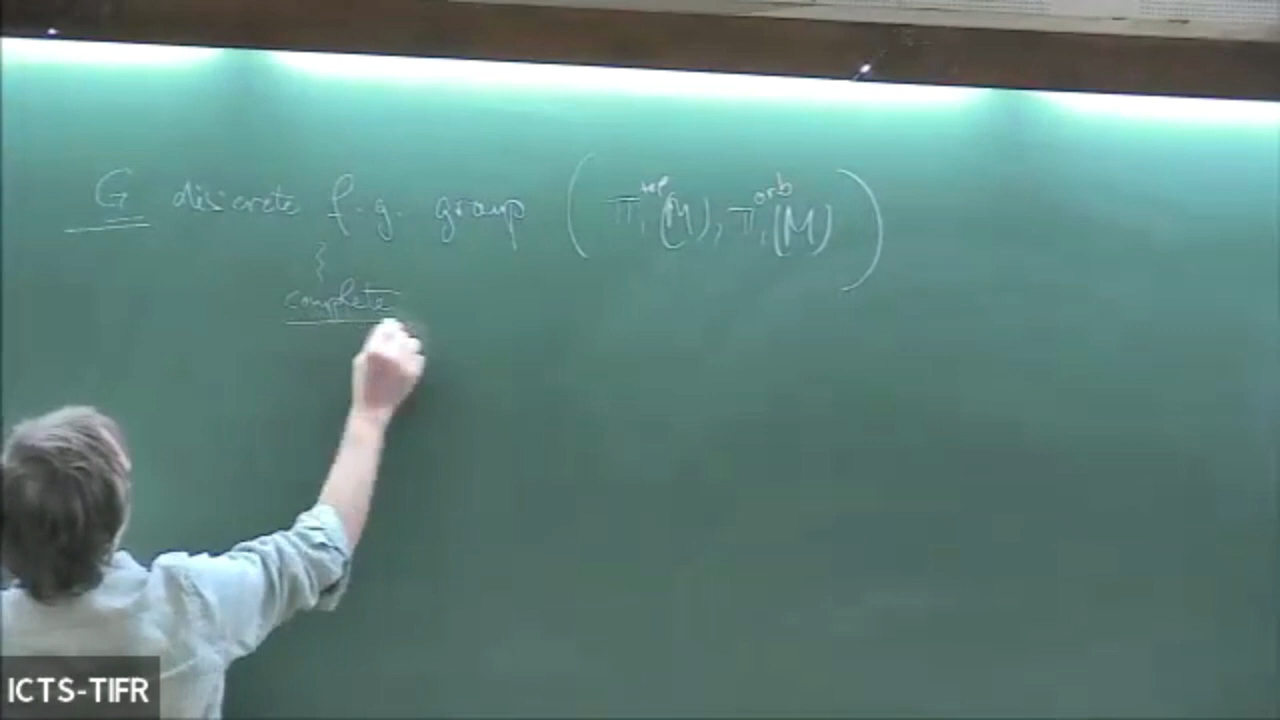 G discrete f.g. group ( π₁^top(M), π₁^orb(M) )
complete
ICTS-TIFR